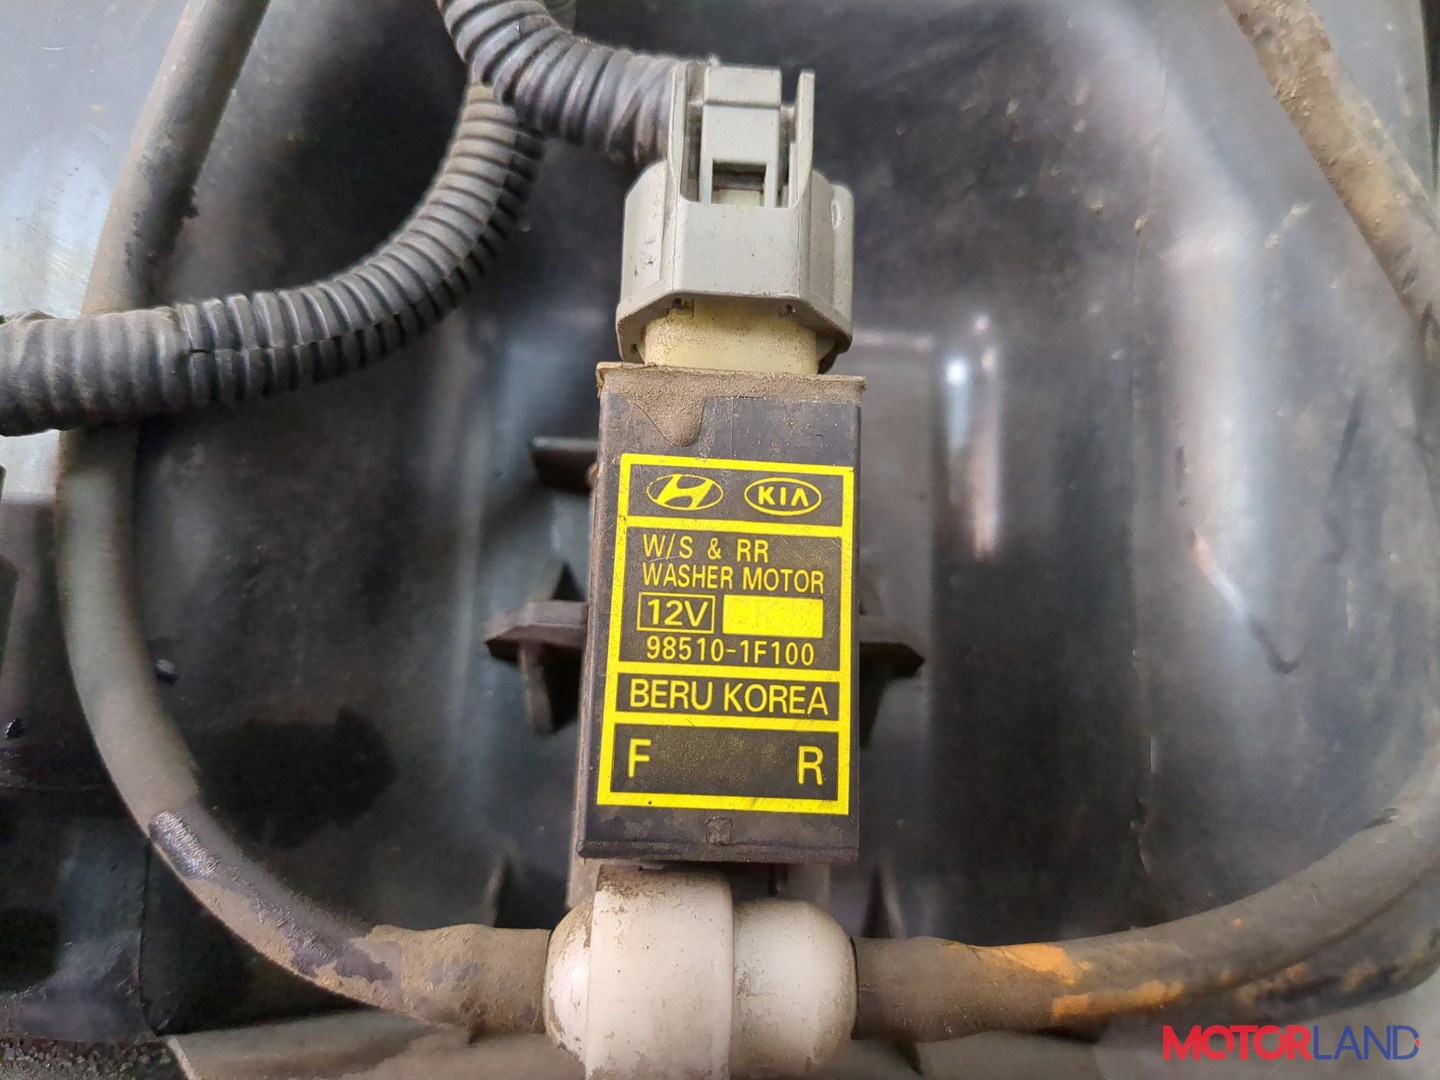 KIA
W/S & RR
WASHER MOTOR
12V
98510-1F100
BERU KOREA
F R
MOTORLAND